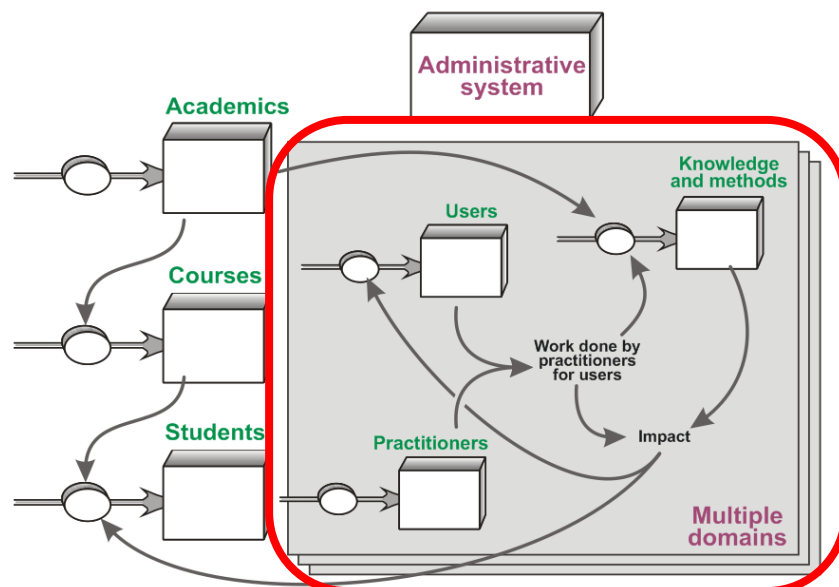 Administrative
system
Academics
Knowledge
and methods
Users
Courses
Work done by
practitioners
for users
Students
Practitioners
Impact
Multiple
domains